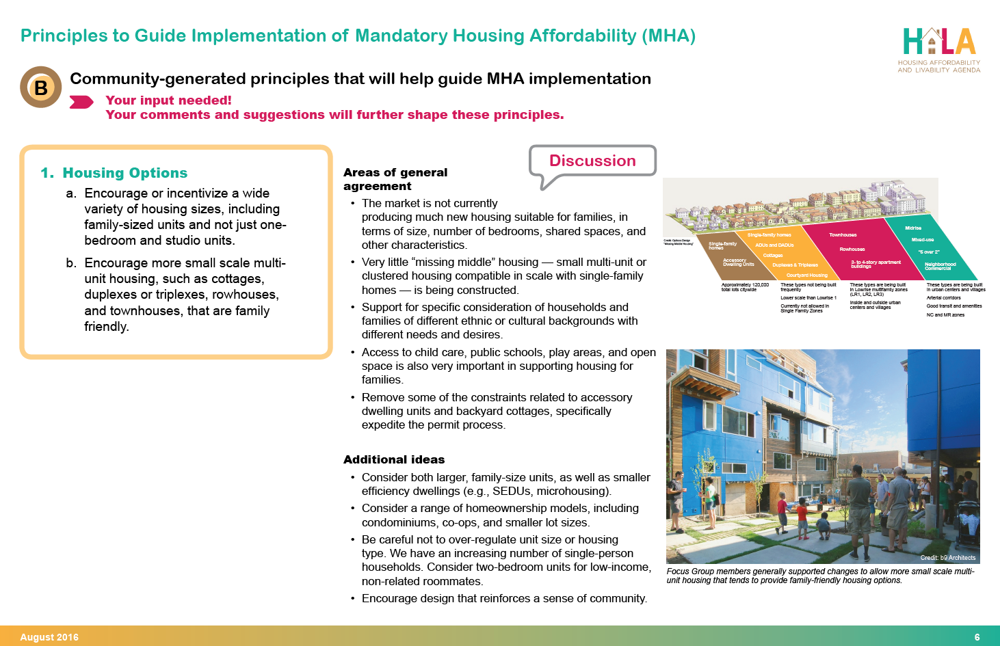 Principles to Guide Implementation of Mandatory Housing Affordability (MHA)
HALA
HOUSING AFFORDABILITY
AND LIVABILITY AGENDA
B
Community-generated principles that will help guide MHA implementation
Your input needed!
Your comments and suggestions will further shape these principles.
1. Housing Options
a. Encourage or incentivize a wide
variety of housing sizes, including
family-sized units and not just one-
bedroom and studio units.
b. Encourage more small scale multi-
unit housing, such as cottages,
duplexes or triplexes, rowhouses,
and townhouses, that are family
friendly.
Discussion
Areas of general
agreement
• The market is not currently
producing much new housing suitable for families, in
terms of size, number of bedrooms, shared spaces, and
other characteristics.
• Very little “missing middle” housing — small multi-unit or
clustered housing compatible in scale with single-family
homes — is being constructed.
• Support for specific consideration of households and
families of different ethnic or cultural backgrounds with
different needs and desires.
• Access to child care, public schools, play areas, and open
space is also very important in supporting housing for
families.
• Remove some of the constraints related to accessory
dwelling units and backyard cottages, specifically
expedite the permit process.
Additional ideas
• Consider both larger, family-size units, as well as smaller
efficiency dwellings (e.g., SEDUs, microhousing).
• Consider a range of homeownership models, including
condominiums, co-ops, and smaller lot sizes.
• Be careful not to over-regulate unit size or housing
type. We have an increasing number of single-person
households. Consider two-bedroom units for low-income,
non-related roommates.
• Encourage design that reinforces a sense of community.
Credit: Opticos Design
"Missing Middle Housing"
Single-family
homes
Accessory
Dwelling Units
Single-family homes
ADUs and DADUs
Cottages
Duplexes & Triplexes
Courtyard Housing
Townhouses
Rowhouses
3- to 4-story apartment
buildings
Midrise
Mixed-use
"5 over 2"
Neighborhood
Commercial
Approximately 120,000
total lots citywide
These types not being built
frequently
Lower scale than Lowrise 1
Currently not allowed in
Single Family Zones
These types are being built
in Lowrise multifamily zones
(LR1, LR2, LR3)
Inside and outside urban
centers and villages
These types are being built
in urban centers and villages
Arterial corridors
Good transit and amenities
NC and MR zones
Credit: b9 Architects
Focus Group members generally supported changes to allow more small scale multi-
unit housing that tends to provide family-friendly housing options.
August 2016
6